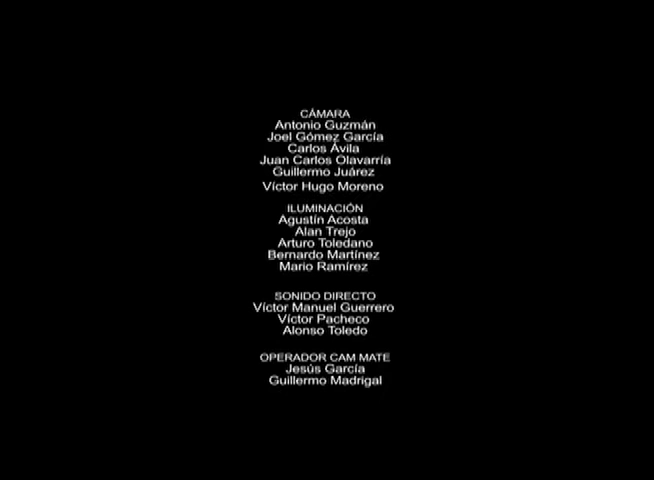 CÁMARA
Antonio Guzmán
Joel Gómez García
Carlos Ávila
Juan Carlos Olavarría
Guillermo Juárez
Víctor Hugo Moreno
ILUMINACIÓN
Agustín Acosta
Alan Trejo
Arturo Toledano
Bernardo Martínez
Mario Ramírez
SONIDO DIRECTO
Víctor Manuel Guerrero
Víctor Pacheco
Alonso Toledo
OPERADOR CAM MATE
Jesús García
Guillermo Madrigal